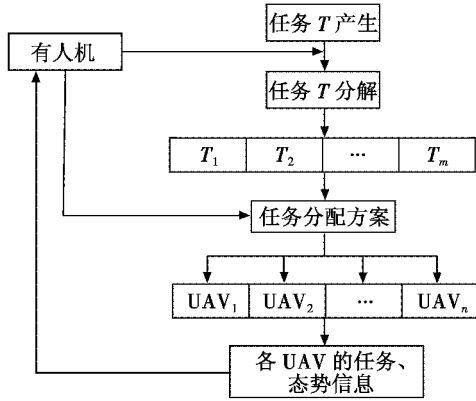 任务 T 产生
有人机
任务 T 分解
T₁ T₂ ··· Tₘ
任务分配方案
UAV₁ UAV₂ ··· UAVₙ
各 UAV 的任务、
态势信息